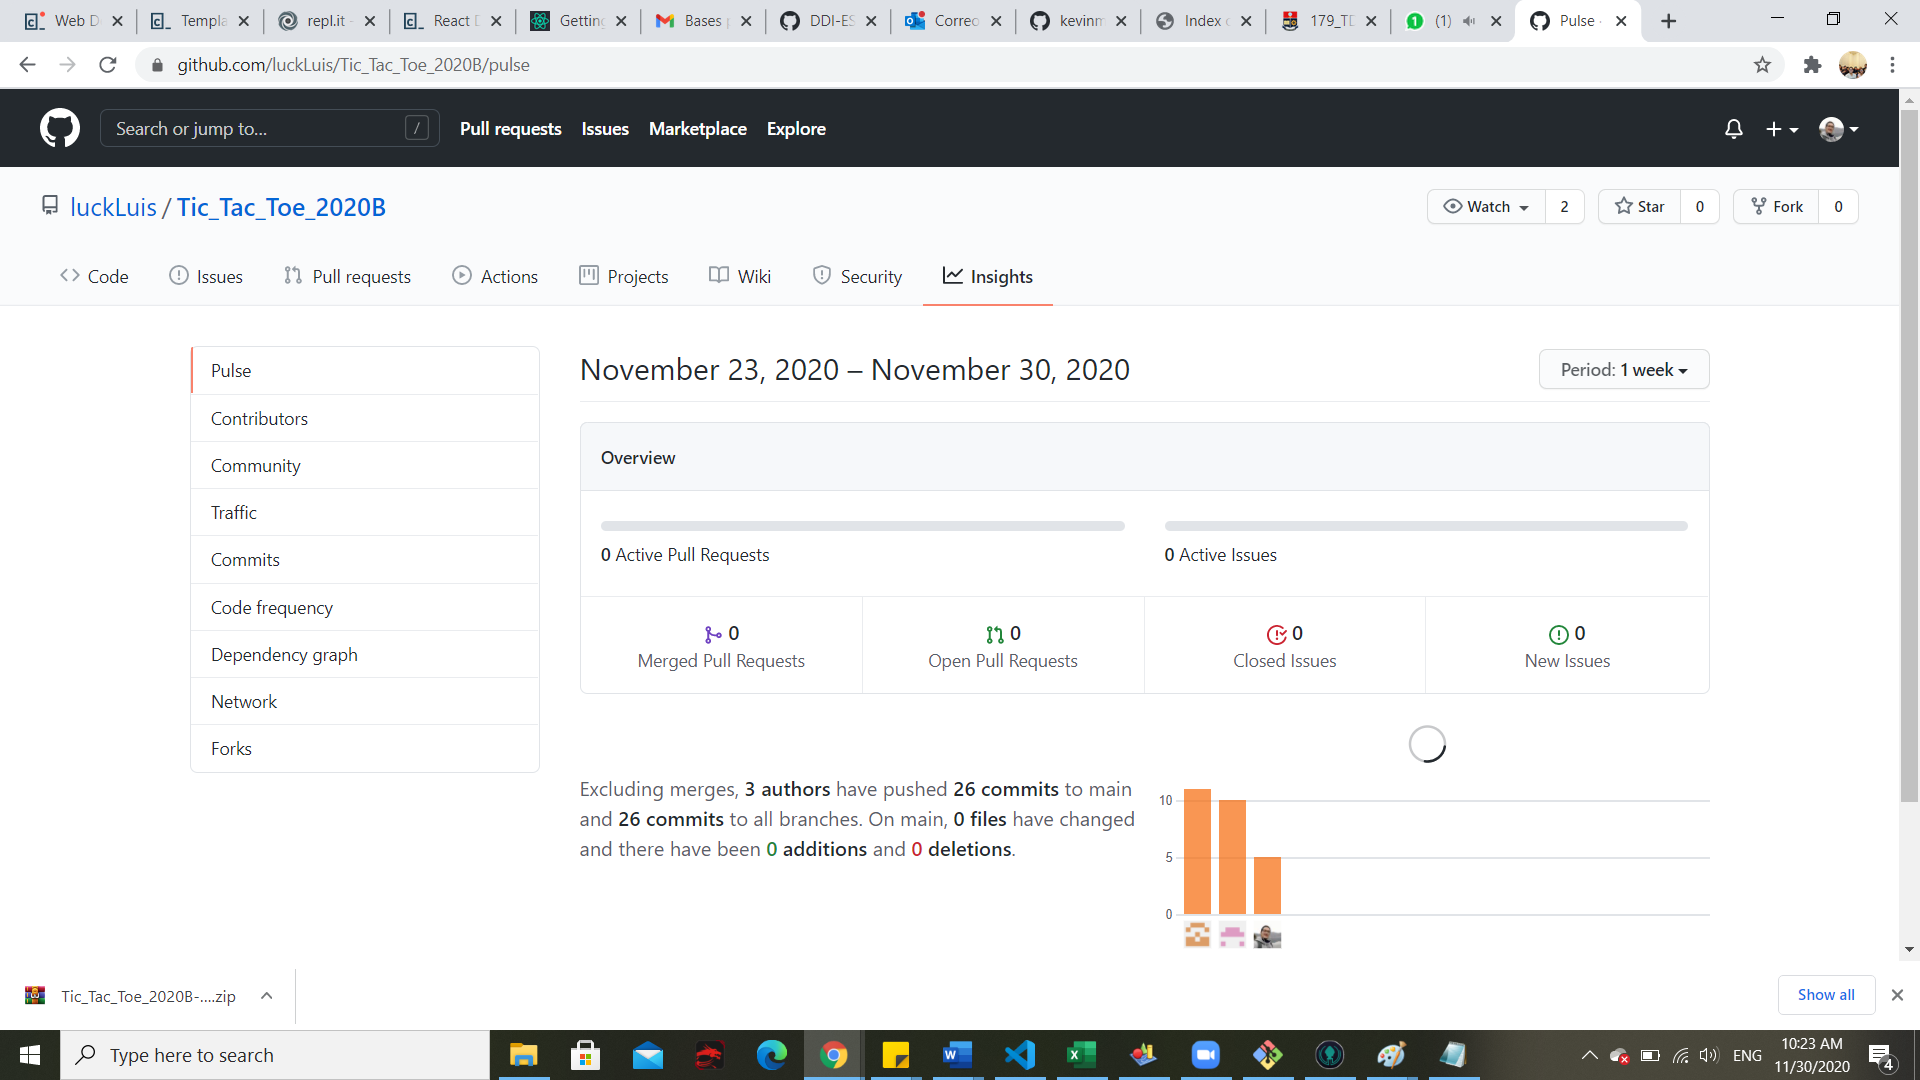 Web D
Templa
repl.it -
React D
Getting
Bases
DDI-ES
Correo
kevinm
Index
179_TD
(1)
Pulse
github.com/luckLuis/Tic_Tac_Toe_2020B/pulse
Search or jump to... /
Pull requests Issues Marketplace Explore
luckLuis / Tic_Tac_Toe_2020B
Watch 2 Star 0 Fork 0
Code Issues Pull requests Actions Projects Wiki Security Insights
Pulse
Contributors
Community
Traffic
Commits
Code frequency
Dependency graph
Network
Forks
November 23, 2020 – November 30, 2020
Period: 1 week
Overview
0 Active Pull Requests
0 Active Issues
0
Merged Pull Requests
0
Open Pull Requests
0
Closed Issues
0
New Issues
Excluding merges, 3 authors have pushed 26 commits to main
and 26 commits to all branches. On main, 0 files have changed
and there have been 0 additions and 0 deletions.
10
5
0
Tic_Tac_Toe_2020B-....zip
Show all
Type here to search
ENG
10:23 AM
11/30/2020
4